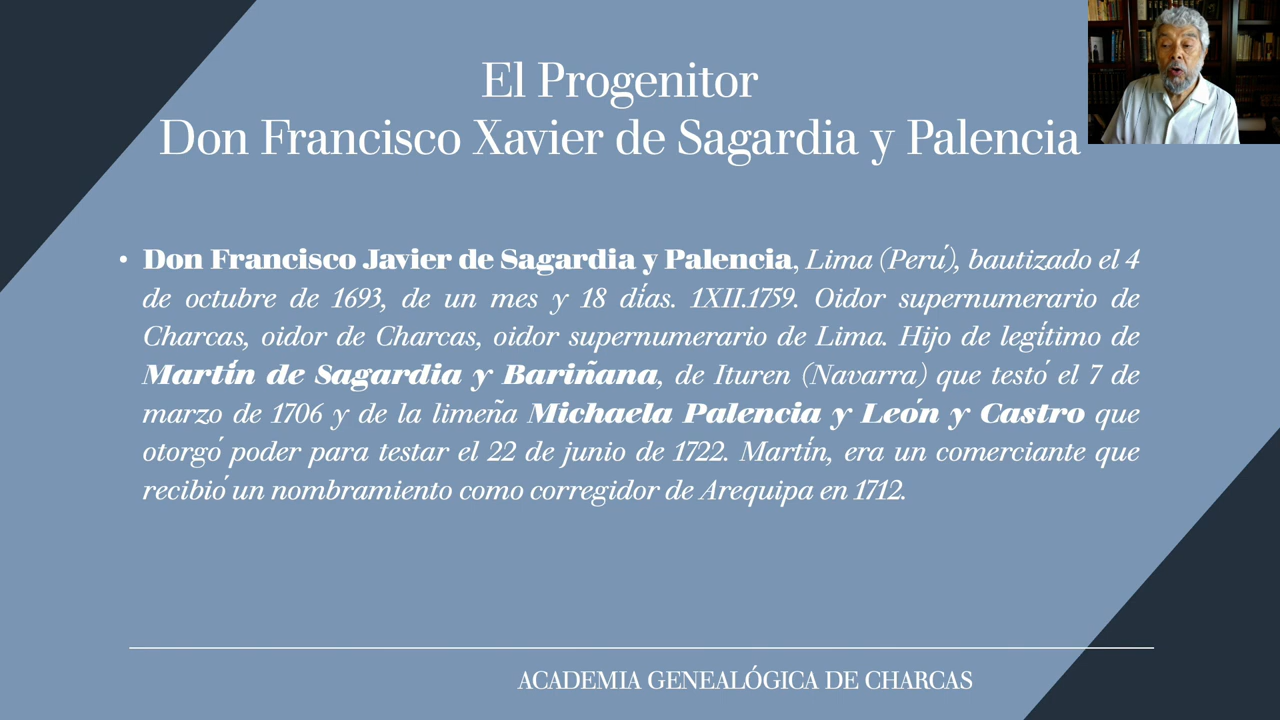 El Progenitor
Don Francisco Xavier de Sagardia y Palencia
• Don Francisco Javier de Sagardia y Palencia, Lima (Perú), bautizado el 4
de octubre de 1693, de un mes y 18 días. 1XII.1759. Oidor supernumerario de
Charcas, oidor de Charcas, oidor supernumerario de Lima. Hijo de legítimo de
Martín de Sagardia y Bariñana, de Ituren (Navarra) que testó el 7 de
marzo de 1706 y de la limeña Michaela Palencia y León y Castro que
otorgó poder para testar el 22 de junio de 1722. Martín, era un comerciante que
recibió un nombramiento como corregidor de Arequipa en 1712.
ACADEMIA GENEALÓGICA DE CHARCAS